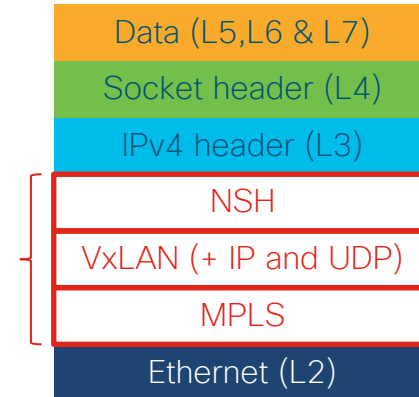 Data (L5,L6 & L7)
Socket header (L4)
IPv4 header (L3)
NSH
VxLAN (+ IP and UDP)
MPLS
Ethernet (L2)